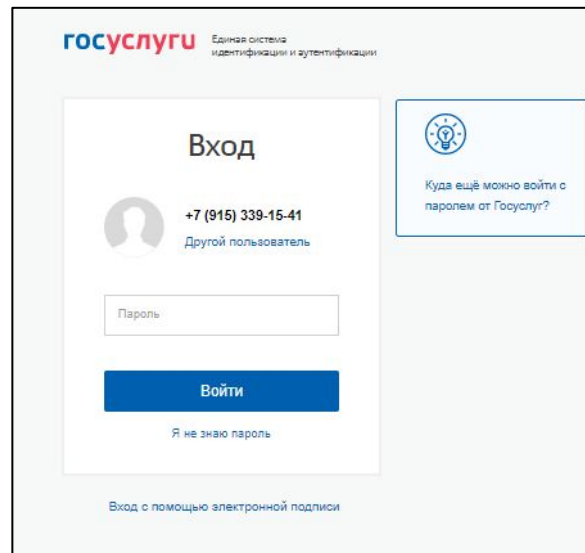 госуслуги
Единая система
идентификации и аутентификации
Вход
+7 (915) 339-15-41
Другой пользователь
Пароль
Войти
Я не знаю пароль
Вход с помощью электронной подписи
Куда ещё можно войти с
паролем от Госуслуг?